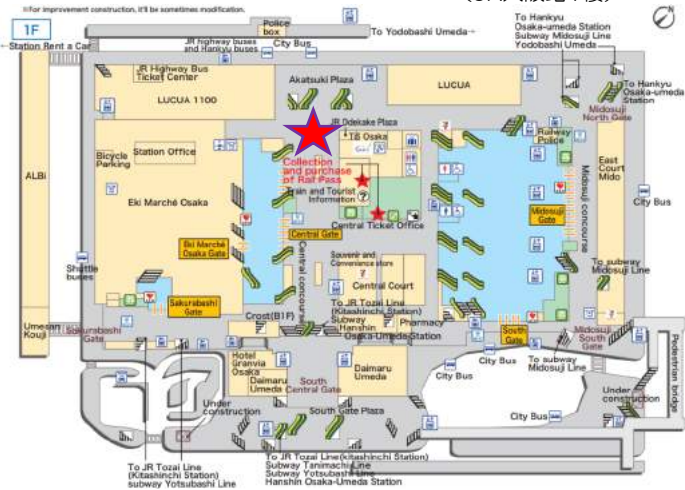 ※For improvement construction, it'll be sometimes modification.
1F
←Station Rent a Car
Police
box
To Yodobashi Umeda→
JR highway buses
and Hankyu buses
City Bus
To Hankyu
Osaka-umeda Station
Subway Midosuji Line
Yodobashi Umeda
JR Highway Bus
Ticket Center
Akatsuki Plaza
LUCUA
LUCUA 1100
To Hankyu
Osaka-umeda
Station
Midosuji
North Gate
JR Odekake Plaza
TiS Osaka
Railway
Police
Bicycle
Parking
Station Office
Collection
and purchase
of Rail Pass
East
Court
Mido
ALBi
Eki Marché Osaka
Train and Tourist
Information
Midosuji concourse
City Bus
Central Ticket Office
Midosuji
Gate
Central Gate
Eki Marché
Osaka Gate
Central concourse
Souvenir and
Convenience store
To subway
Midosuji Line
Shuttle
buses
Central Court
Sakurabashi
Gate
To JR Tozai Line
(Kitashinchi Station)
Subway
Hanshin
Osaka-Umeda-Station
Crost(B1F)
Pharmacy
Umesan
Kouji
Sakurabashi
Gate
South
Gate
Midosuji
South Gate
City Bus
City Bus
To subway
Midosuji Line
Pedestrian bridge
Hotel
Granvia
Osaka
Daimaru
Umeda
Daimaru
Umeda
South
Central Gate
City Bus
Under
construction
Under
construction
South Gate Plaza
City Bus
To JR Tozai Line
(Kitashinchi Station)
subway Yotsubashi Line
To JR Tozai Line (Kitashinchi Station)
Subway Tanimachi Line
Subway Yotsubashi Line
Hanshin Osaka-Umeda Station